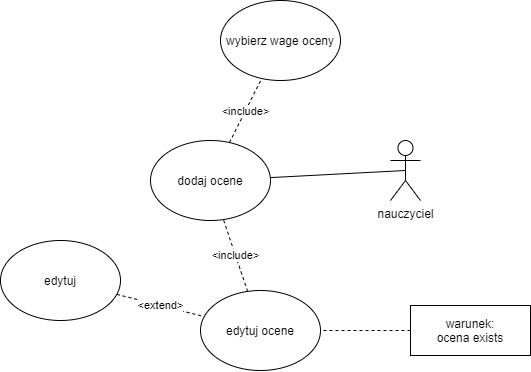 wybierz wage oceny
<include>
dodaj ocene
nauczyciel
<include>
edytuj
<extend>
edytuj ocene
warunek:
ocena exists